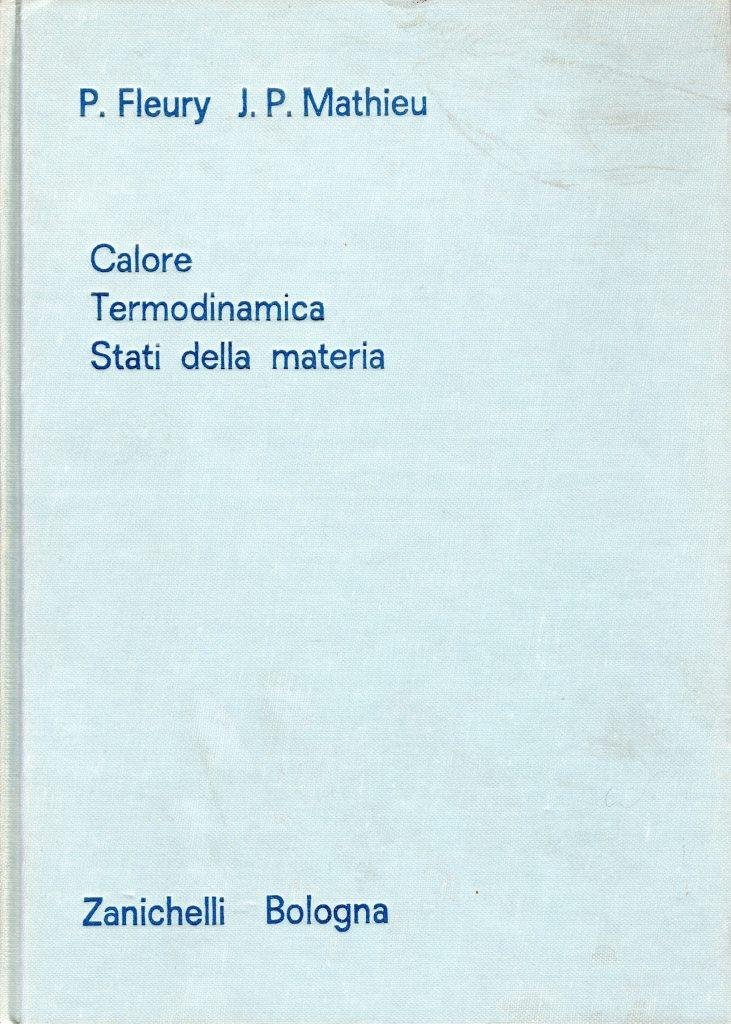 P. Fleury J. P. Mathieu
Calore
Termodinamica
Stati della materia
Zanichelli Bologna